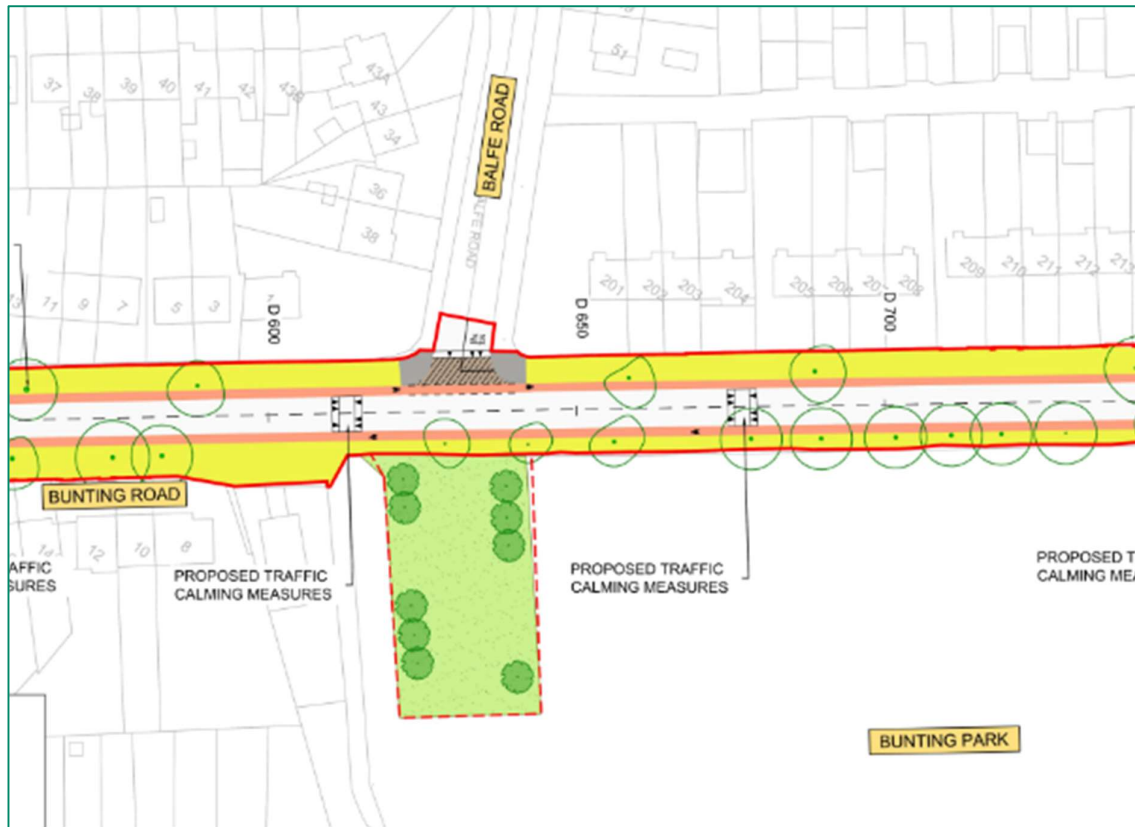 37
38
39
40
41
42
43B
43A
43
34
36
38
51
BALFE ROAD
BALFE ROAD
11
9
7
5
3
1
D 600
201
202
203
204
D 650
205
206
207
208
D 700
209
210
211
212
213
BUNTING ROAD
14
12
10
8
AFFIC
SURES
PROPOSED TRAFFIC
CALMING MEASURES
PROPOSED TRAFFIC
CALMING MEASURES
PROPOSED T
CALMING MEA
BUNTING PARK